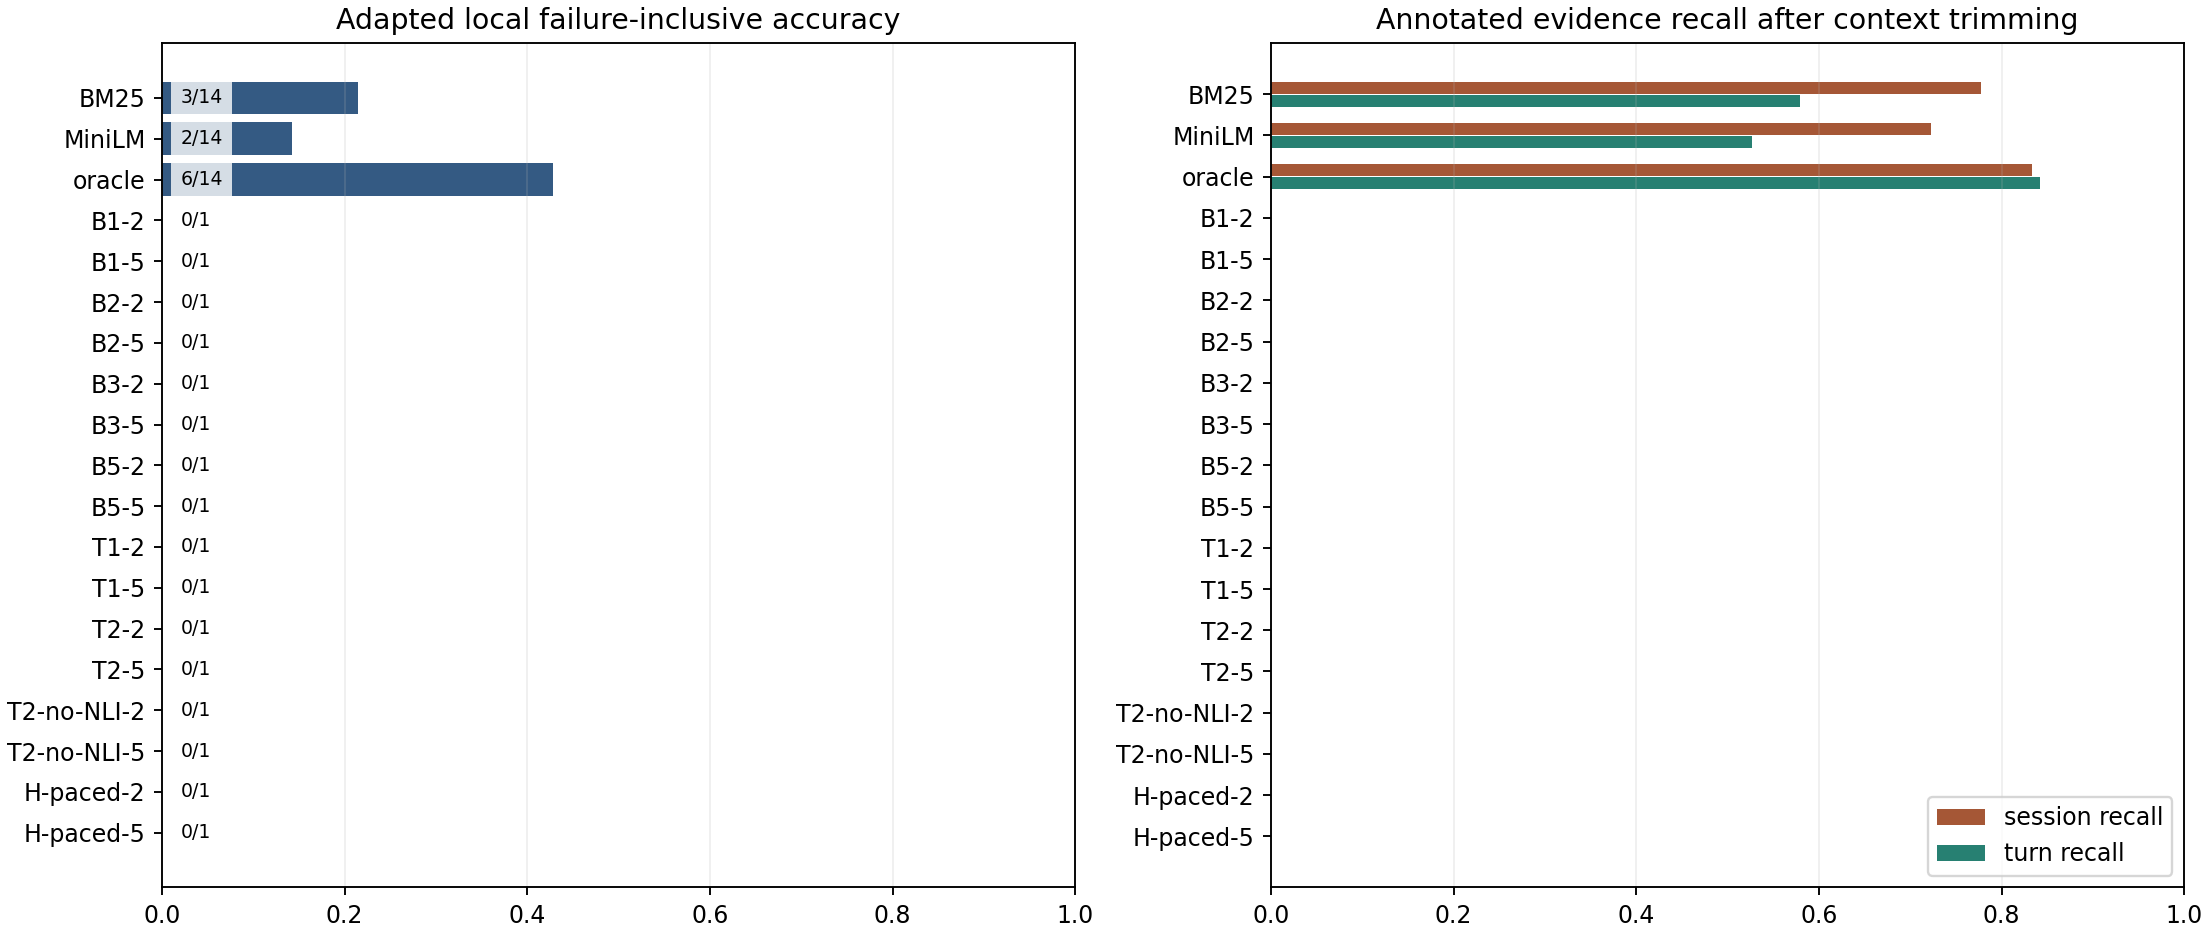 Adapted local failure-inclusive accuracy
BM25 3/14
MiniLM 2/14
oracle 6/14
B1-2 0/1
B1-5 0/1
B2-2 0/1
B2-5 0/1
B3-2 0/1
B3-5 0/1
B5-2 0/1
B5-5 0/1
T1-2 0/1
T1-5 0/1
T2-2 0/1
T2-5 0/1
T2-no-NLI-2 0/1
T2-no-NLI-5 0/1
H-paced-2 0/1
H-paced-5 0/1
0.0 0.2 0.4 0.6 0.8 1.0
Annotated evidence recall after context trimming
BM25
MiniLM
oracle
B1-2
B1-5
B2-2
B2-5
B3-2
B3-5
B5-2
B5-5
T1-2
T1-5
T2-2
T2-5
T2-no-NLI-2
T2-no-NLI-5
H-paced-2
H-paced-5
session recall
turn recall
0.0 0.2 0.4 0.6 0.8 1.0